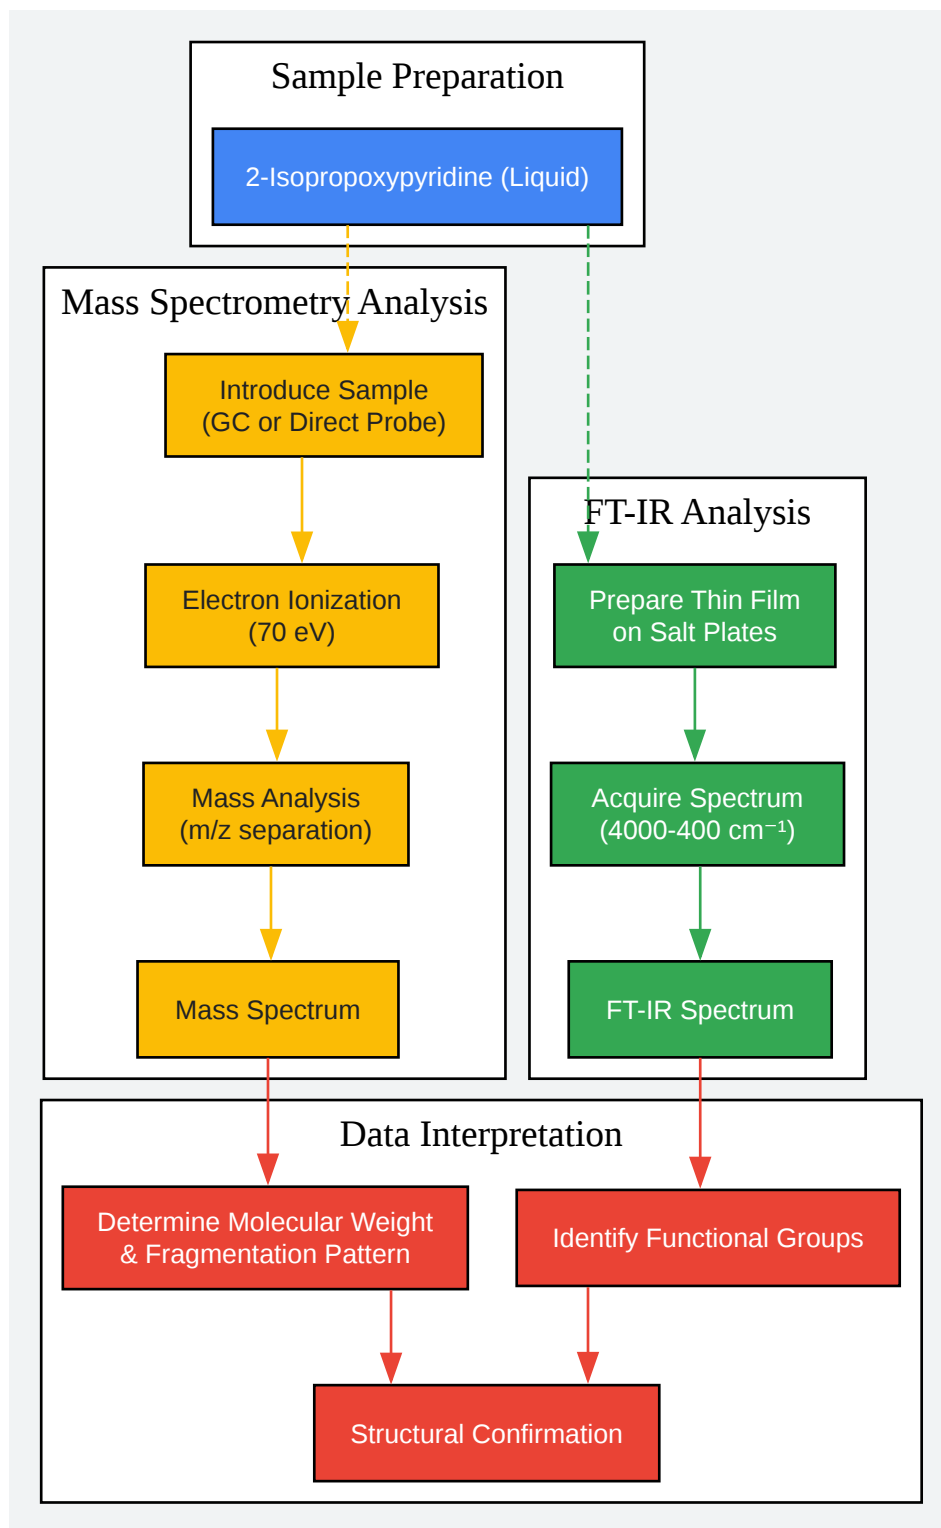 Sample Preparation
2-Isopropoxypyridine (Liquid)
Mass Spectrometry Analysis
Introduce Sample
(GC or Direct Probe)
Electron Ionization
(70 eV)
Mass Analysis
(m/z separation)
Mass Spectrum
FT-IR Analysis
Prepare Thin Film
on Salt Plates
Acquire Spectrum
(4000-400 cm⁻¹)
FT-IR Spectrum
Data Interpretation
Determine Molecular Weight
& Fragmentation Pattern
Identify Functional Groups
Structural Confirmation